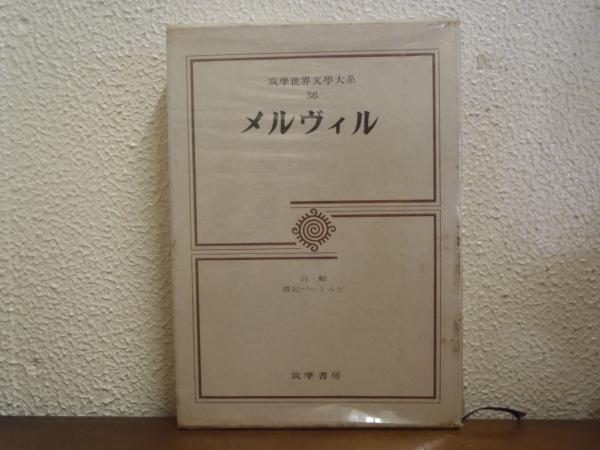 筑摩世界文學大系
36
メルヴィル
白鯨
書記バートルビ
筑摩書房